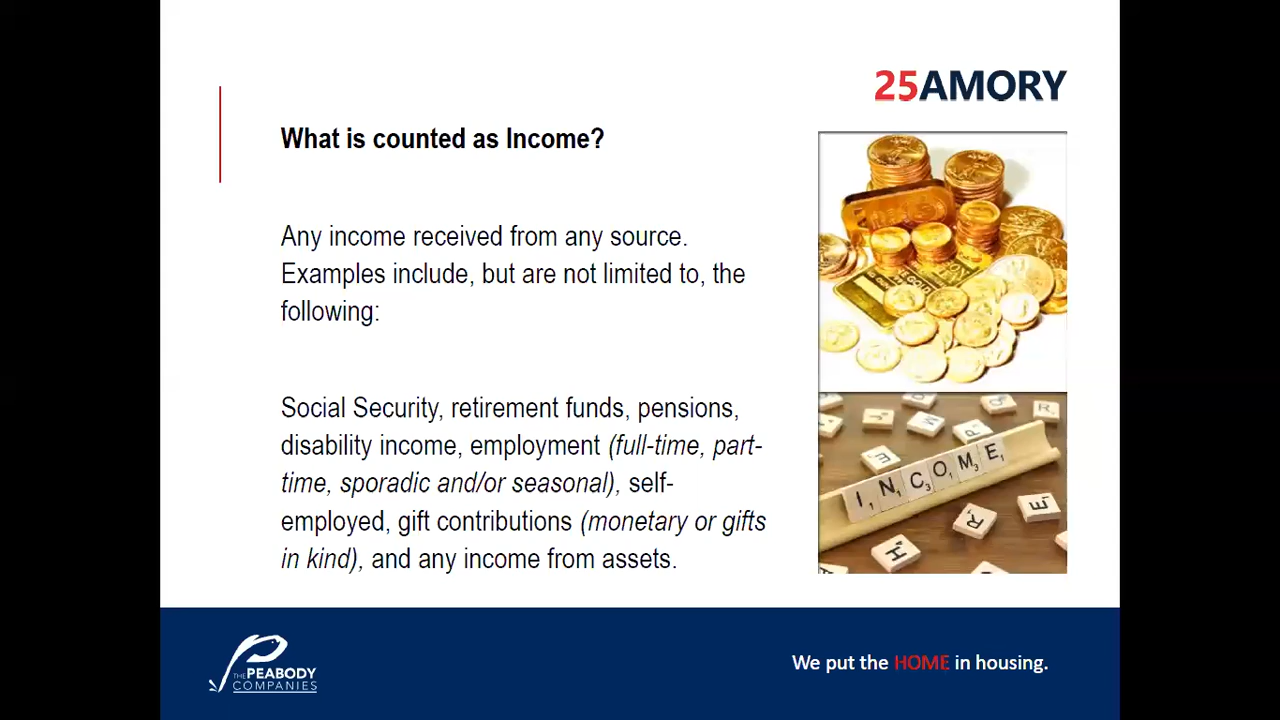 25AMORY
What is counted as Income?
Any income received from any source.
Examples include, but are not limited to, the
following:
Social Security, retirement funds, pensions,
disability income, employment (full-time, part-
time, sporadic and/or seasonal), self-
employed, gift contributions (monetary or gifts
in kind), and any income from assets.
INCOME
THE PEABODY
COMPANIES
We put the HOME in housing.